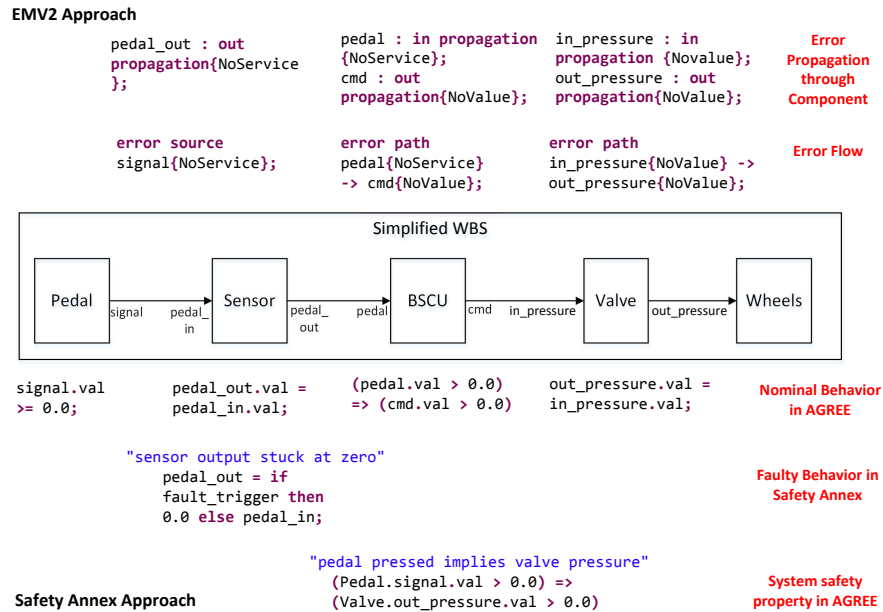 EMV2 Approach
pedal_out : out
propagation{NoService
};
pedal : in propagation
{NoService};
cmd : out
propagation{NoValue};
in_pressure : in
propagation {Novalue};
out_pressure : out
propagation{NoValue};
Error
Propagation
through
Component
error source
signal{NoService};
error path
pedal{NoService}
-> cmd{NoValue};
error path
in_pressure{NoValue} ->
out_pressure{NoValue};
Error Flow
Simplified WBS
Pedal
signal
pedal_
in
Sensor
pedal_
out
pedal
BSCU
cmd
in_pressure
Valve
out_pressure
Wheels
signal.val
>= 0.0;
pedal_out.val =
pedal_in.val;
(pedal.val > 0.0)
=> (cmd.val > 0.0)
out_pressure.val =
in_pressure.val;
Nominal Behavior
in AGREE
"sensor output stuck at zero"
pedal_out = if
fault_trigger then
0.0 else pedal_in;
Faulty Behavior in
Safety Annex
"pedal pressed implies valve pressure"
(Pedal.signal.val > 0.0) =>
(Valve.out_pressure.val > 0.0)
System safety
property in AGREE
Safety Annex Approach